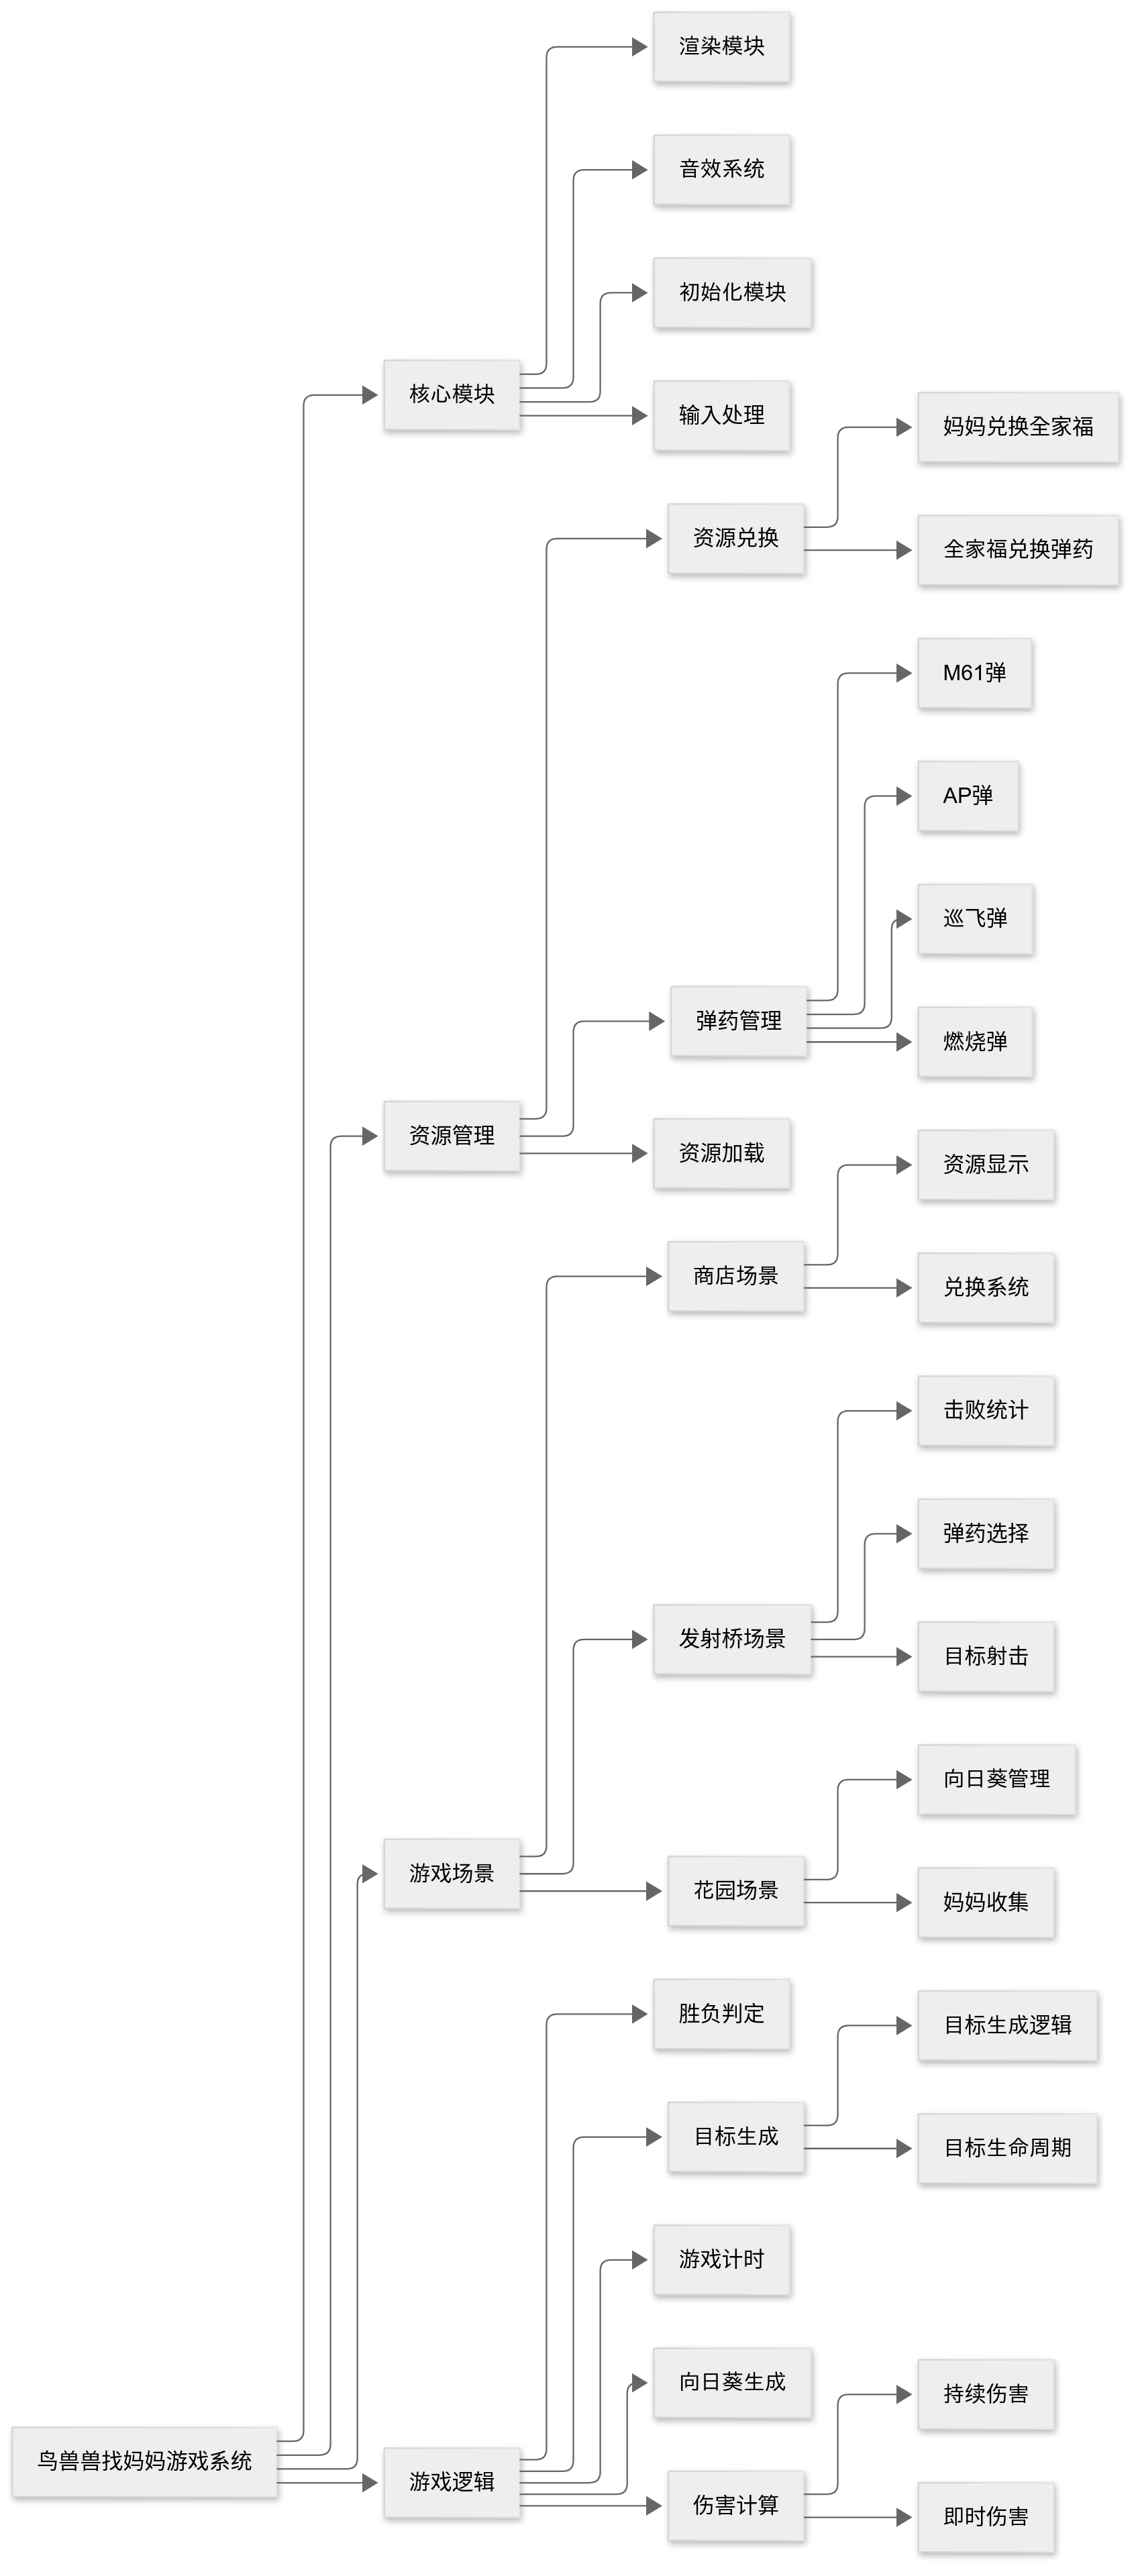 渲染模块
音效系统
初始化模块
核心模块
输入处理
妈妈兑换全家福
资源兑换
全家福兑换弹药
M61弹
AP弹
巡飞弹
弹药管理
燃烧弹
资源管理
资源加载
资源显示
商店场景
兑换系统
击败统计
弹药选择
发射桥场景
目标射击
向日葵管理
游戏场景
花园场景
妈妈收集
胜负判定
目标生成逻辑
目标生成
目标生命周期
游戏计时
向日葵生成
持续伤害
鸟兽兽找妈妈游戏系统
游戏逻辑
伤害计算
即时伤害